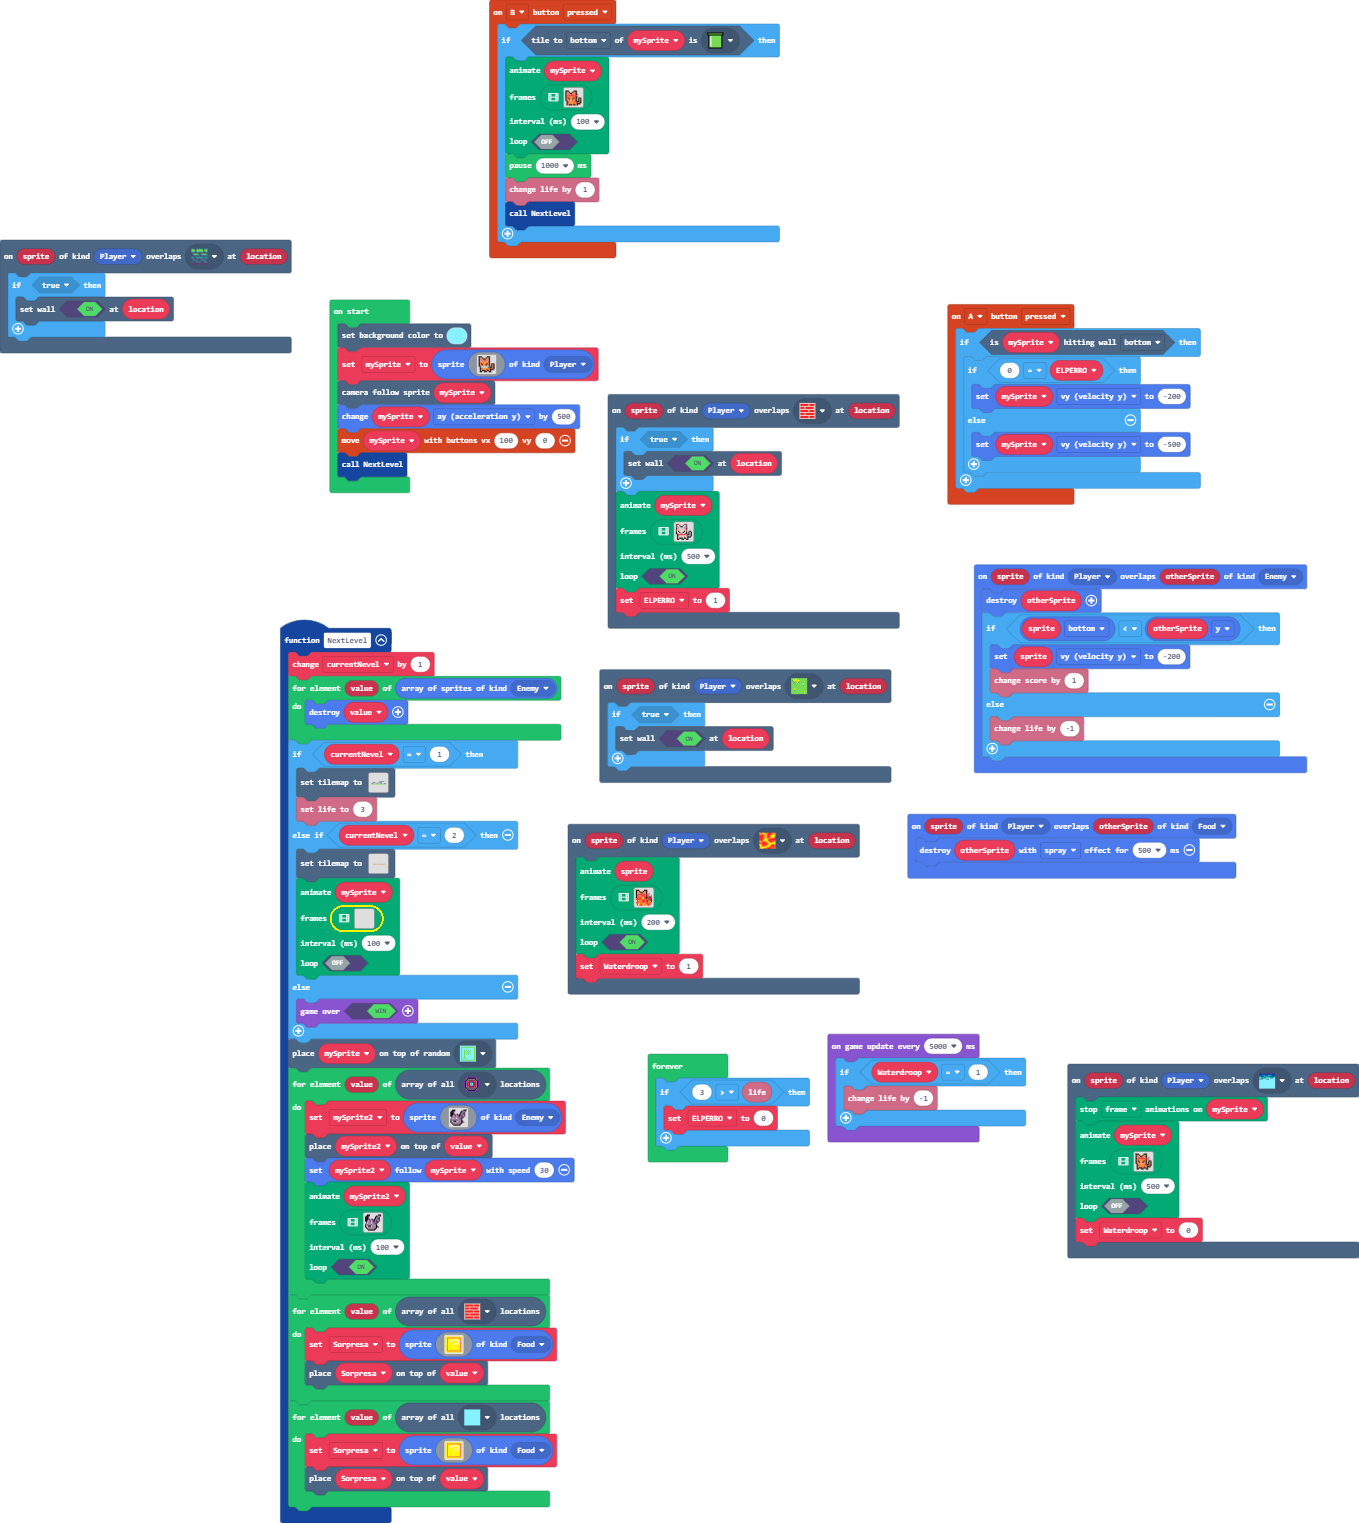 on B button pressed
if tile to bottom of mySprite is then
animate mySprite
frames
interval (ms) 100
loop OFF
pause 1000 ms
change life by 1
call NextLevel
on sprite of kind Player overlaps at location
if true then
set wall ON at location
on start
set background color to
set mySprite to sprite of kind Player
camera follow sprite mySprite
change mySprite ay (acceleration y) by 500
move mySprite with buttons vx 100 vy 0
call NextLevel
on A button pressed
if is mySprite hitting wall bottom then
if 0 = ELPERRO then
set mySprite vy (velocity y) to -200
else
set mySprite vy (velocity y) to -500
on sprite of kind Player overlaps at location
if true then
set wall ON at location
animate mySprite
frames
interval (ms) 500
loop ON
set ELPERRO to 1
on sprite of kind Player overlaps otherSprite of kind Enemy
destroy otherSprite
if sprite bottom < otherSprite y then
set sprite vy (velocity y) to -200
change score by 1
else
change life by -1
function NextLevel
change currentNevel by 1
for element value of array of sprites of kind Enemy
do destroy value
if currentNevel = 1 then
set tilemap to
set life to 3
else if currentNevel = 2 then
set tilemap to
animate mySprite
frames
interval (ms) 100
loop OFF
else
game over WIN
place mySprite on top of random
for element value of array of all locations
do
set mySprite2 to sprite of kind Enemy
place mySprite2 on top of value
set mySprite2 follow mySprite with speed 30
animate mySprite2
frames
interval (ms) 100
loop ON
for element value of array of all locations
do
set Sorpresa to sprite of kind Food
place Sorpresa on top of value
for element value of array of all locations
do
set Sorpresa to sprite of kind Food
place Sorpresa on top of value
on sprite of kind Player overlaps at location
if true then
set wall ON at location
on sprite of kind Player overlaps otherSprite of kind Food
destroy otherSprite with spray effect for 500 ms
on sprite of kind Player overlaps at location
animate sprite
frames
interval (ms) 200
loop ON
set Waterdroop to 1
forever
if 3 > life then
set ELPERRO to 0
on game update every 5000 ms
if Waterdroop = 1 then
change life by -1
on sprite of kind Player overlaps at location
stop frame animations on mySprite
animate mySprite
frames
interval (ms) 500
loop OFF
set Waterdroop to 0